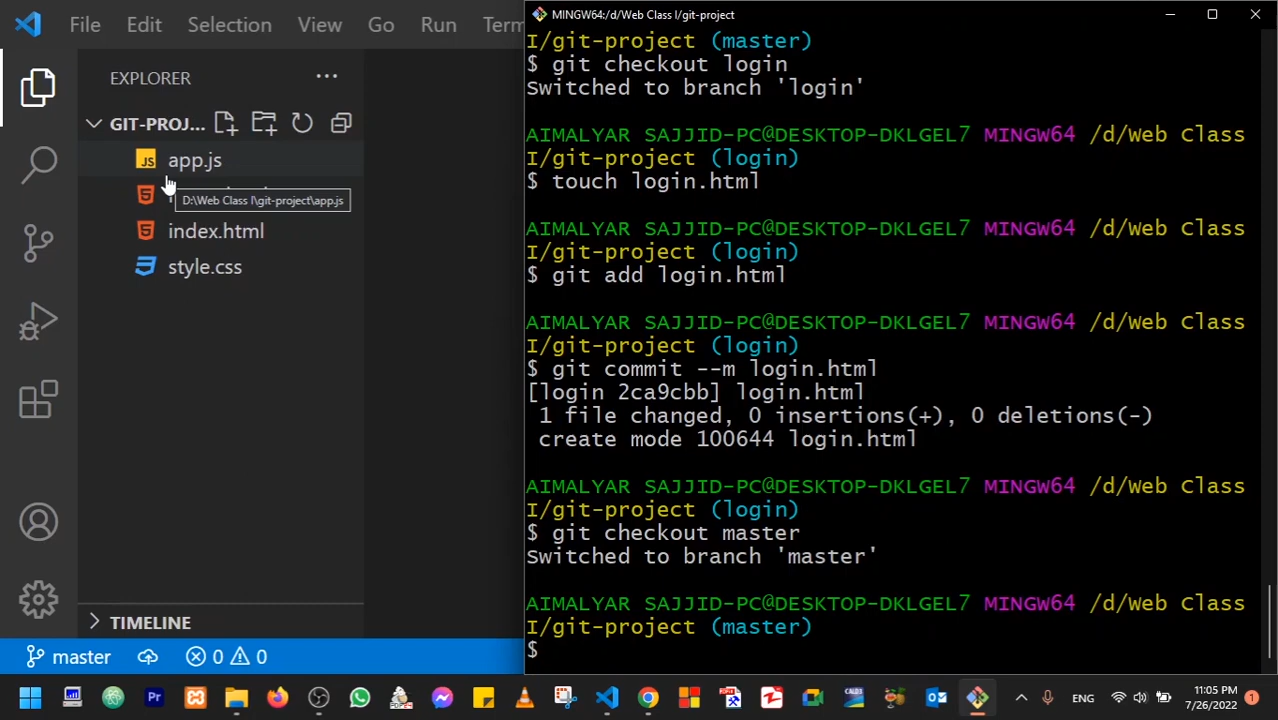 File Edit Selection View Go Run Term
EXPLORER
GIT-PROJ...
JS app.js
D:\Web Class I\git-project\app.js
index.html
style.css
TIMELINE
master 0 0
MINGW64:/d/Web Class I/git-project
I/git-project (master)
$ git checkout login
Switched to branch 'login'
AIMALYAR SAJJID-PC@DESKTOP-DKLGEL7 MINGW64 /d/Web Class
I/git-project (login)
$ touch login.html
AIMALYAR SAJJID-PC@DESKTOP-DKLGEL7 MINGW64 /d/Web Class
I/git-project (login)
$ git add login.html
AIMALYAR SAJJID-PC@DESKTOP-DKLGEL7 MINGW64 /d/Web Class
I/git-project (login)
$ git commit --m login.html
[login 2ca9cbb] login.html
1 file changed, 0 insertions(+), 0 deletions(-)
create mode 100644 login.html
AIMALYAR SAJJID-PC@DESKTOP-DKLGEL7 MINGW64 /d/Web Class
I/git-project (login)
$ git checkout master
Switched to branch 'master'
AIMALYAR SAJJID-PC@DESKTOP-DKLGEL7 MINGW64 /d/Web Class
I/git-project (master)
$
Pr
ENG
11:05 PM
7/26/2022
1